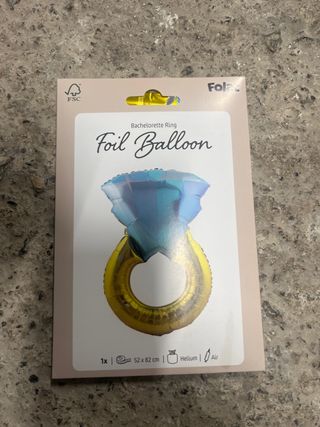 FSC
Folat
Bachelorette Ring
Foil Balloon
1x | 52 x 82 cm | Helium | Air